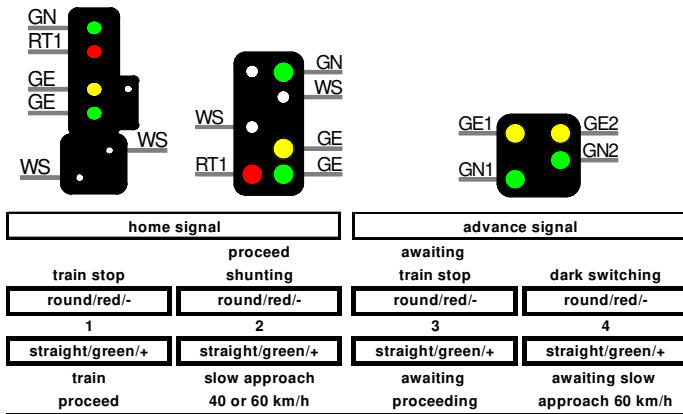 GN
RT1
GE
GE
WS
WS
GN
WS
WS
GE
RT1 GE
GE1 GE2
GN2
GN1
home signal advance signal
proceed awaiting
train stop shunting train stop dark switching
round/red/- round/red/- round/red/- round/red/-
1 2 3 4
straight/green/+ straight/green/+ straight/green/+ straight/green/+
train slow approach awaiting awaiting slow
proceed 40 or 60 km/h proceeding approach 60 km/h